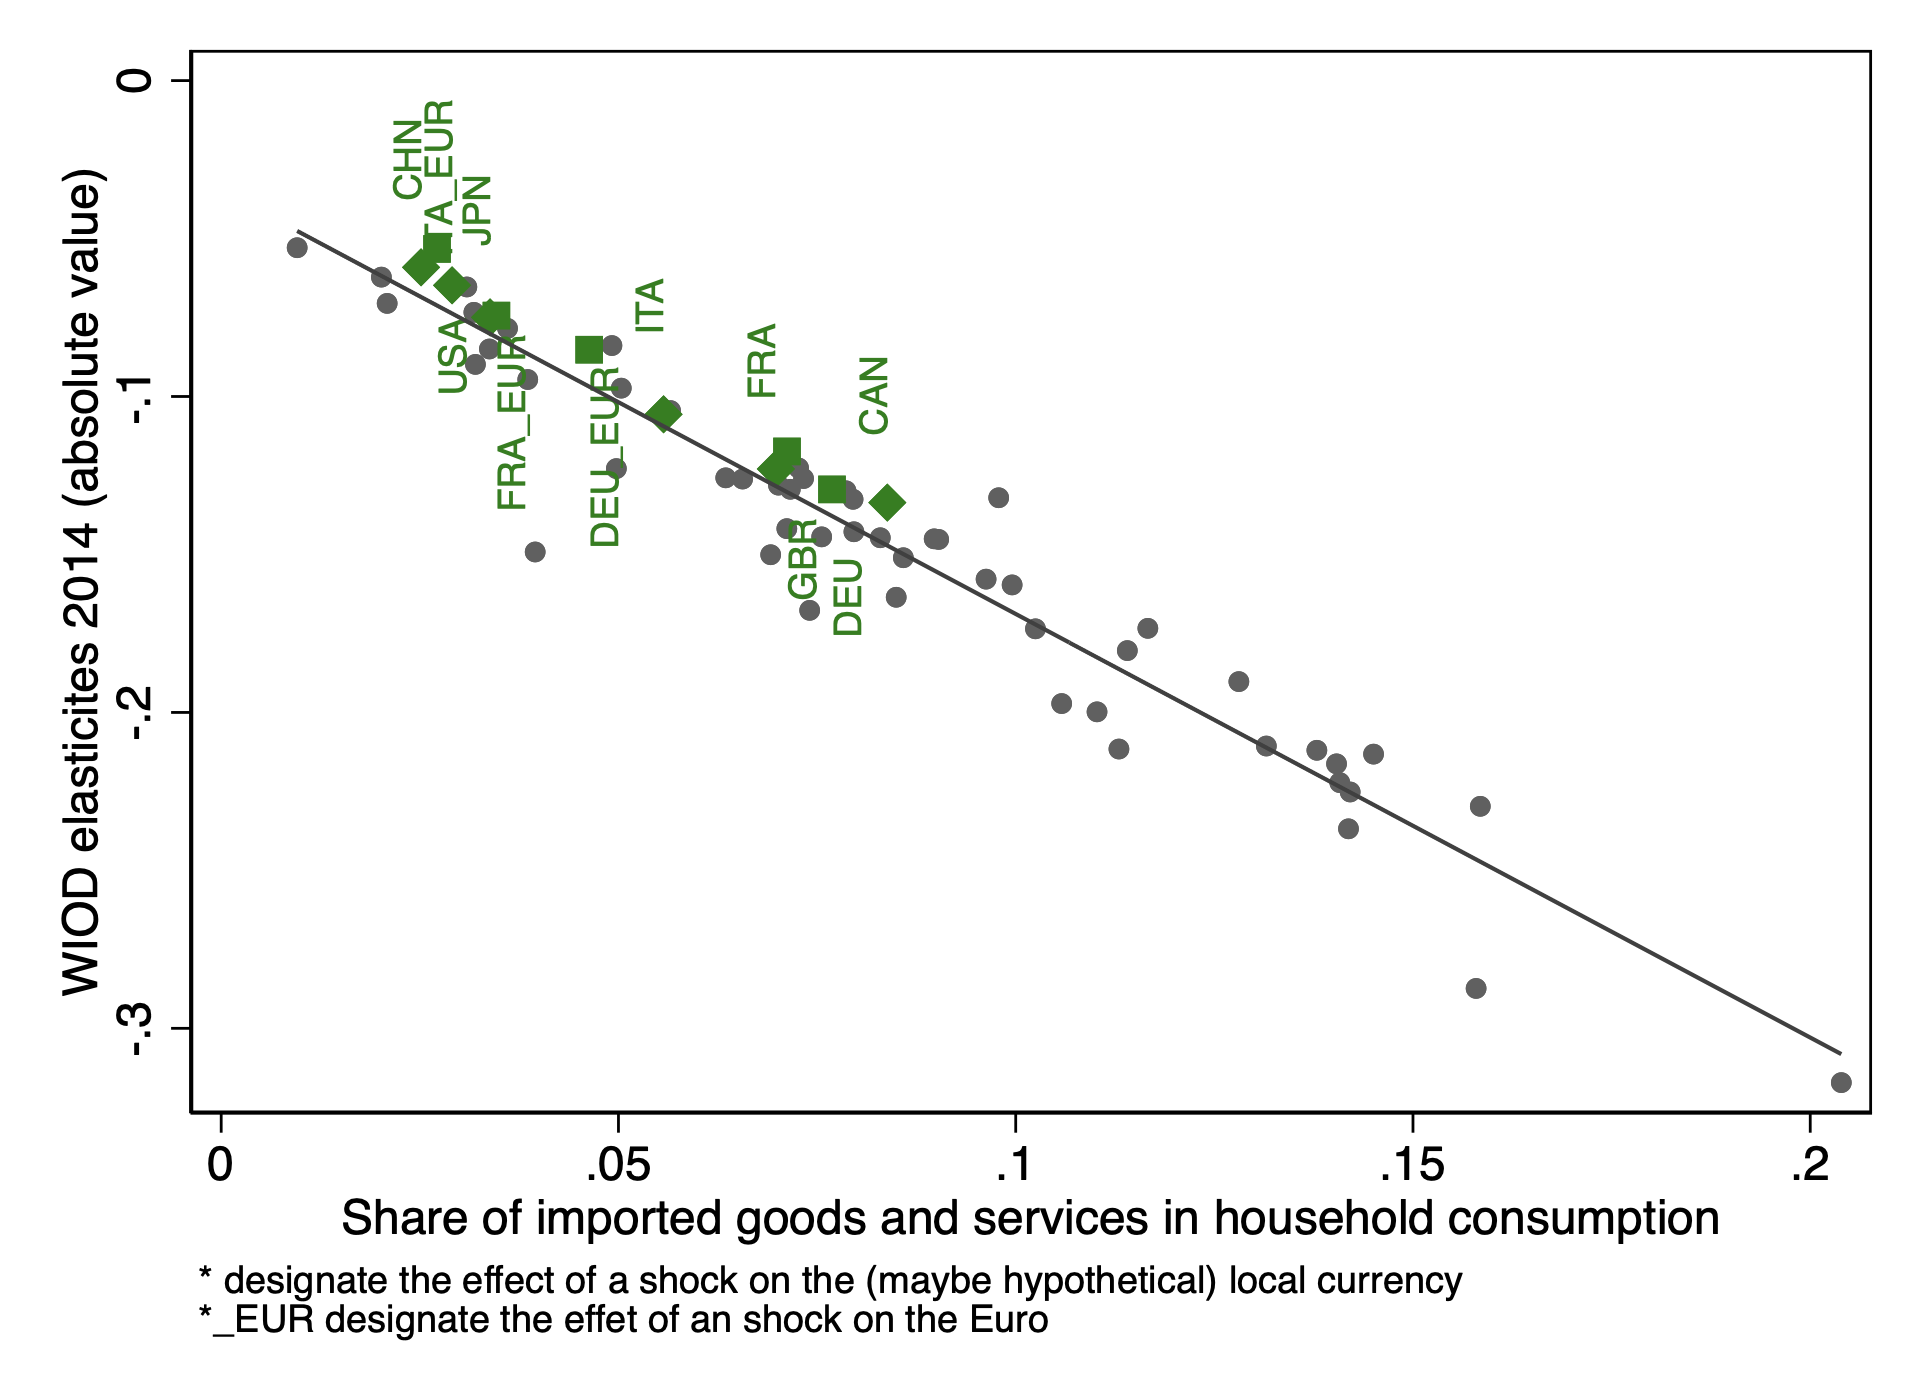 WIOD elasticites 2014 (absolute value)
0
-.1
-.2
-.3
CHN
TA_EUR
JPN
USA
FRA_EUR
ITA
DEU_EUR
FRA
CAN
GBR
DEU
0
.05
.1
.15
.2
Share of imported goods and services in household consumption
* designate the effect of a shock on the (maybe hypothetical) local currency
*_EUR designate the effet of an shock on the Euro